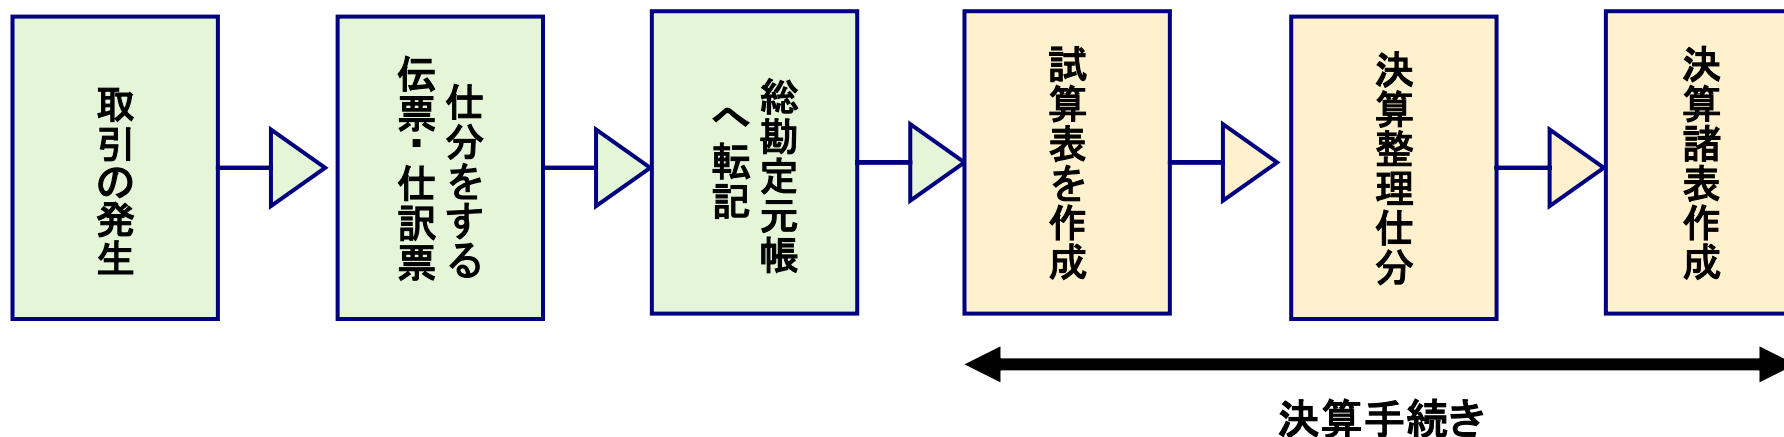 取引の発生
仕分をする
伝票・仕訳票
総勘定元帳
へ転記
試算表を作成
決算整理仕分
決算諸表作成
決算手続き